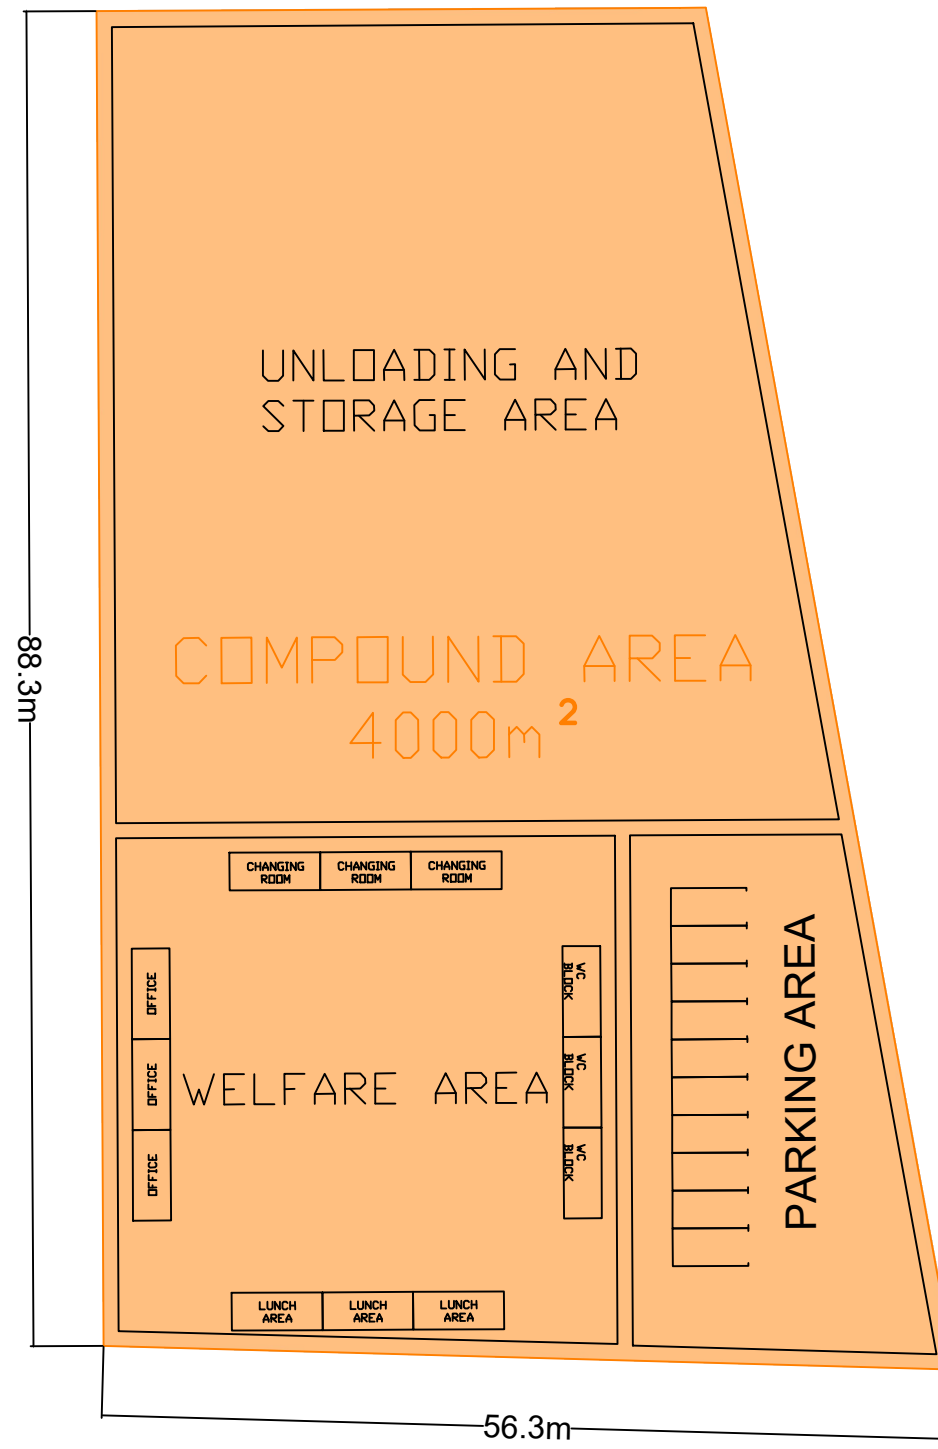 UNLOADING AND
STORAGE AREA
COMPOUND AREA
4000m²
88.3m
CHANGING
ROOM
CHANGING
ROOM
CHANGING
ROOM
OFFICE
OFFICE
OFFICE
WELFARE AREA
WC
BLOCK
WC
BLOCK
WC
BLOCK
PARKING AREA
LUNCH
AREA
LUNCH
AREA
LUNCH
AREA
56.3m